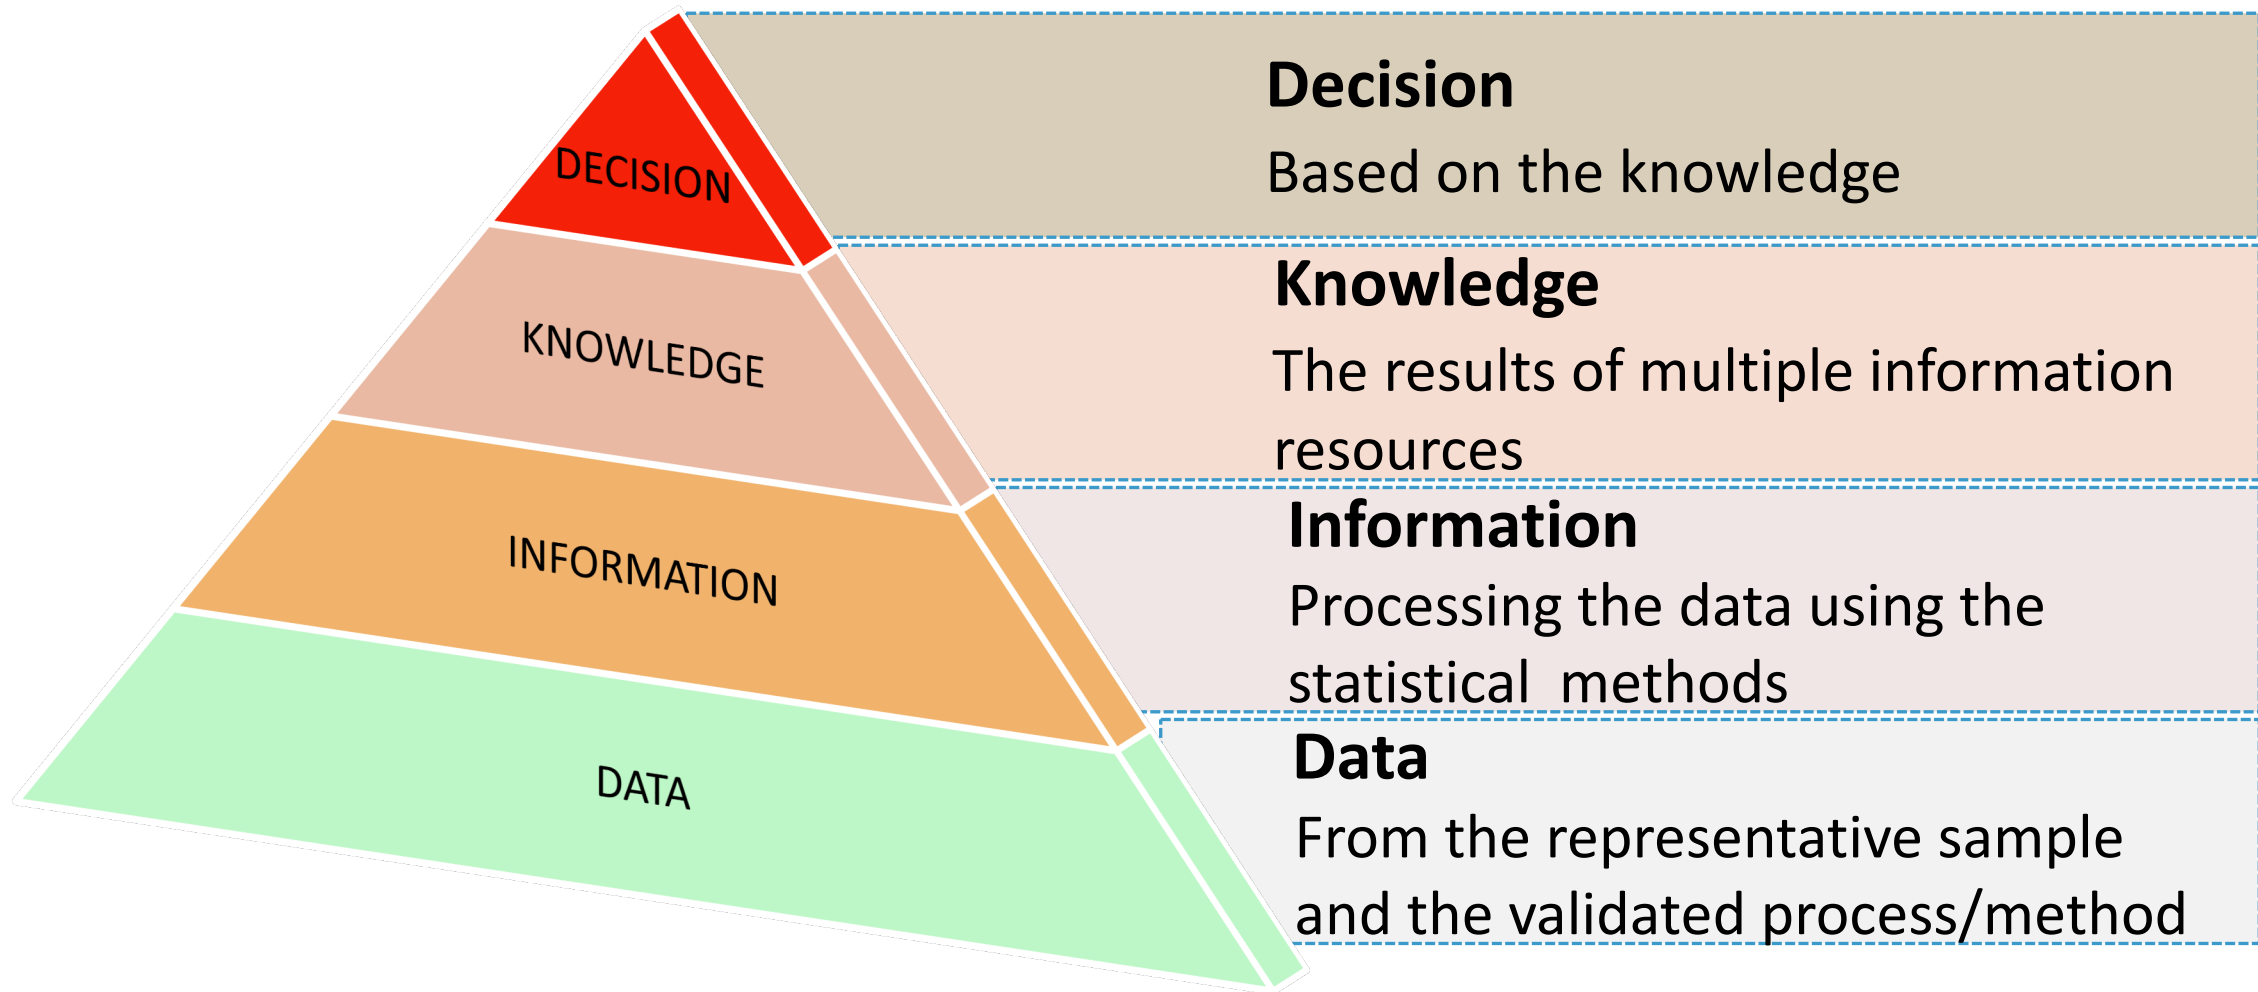 DECISION
Decision
Based on the knowledge
KNOWLEDGE
Knowledge
The results of multiple information
resources
INFORMATION
Information
Processing the data using the
statistical  methods
DATA
Data
From the representative sample
and the validated process/method